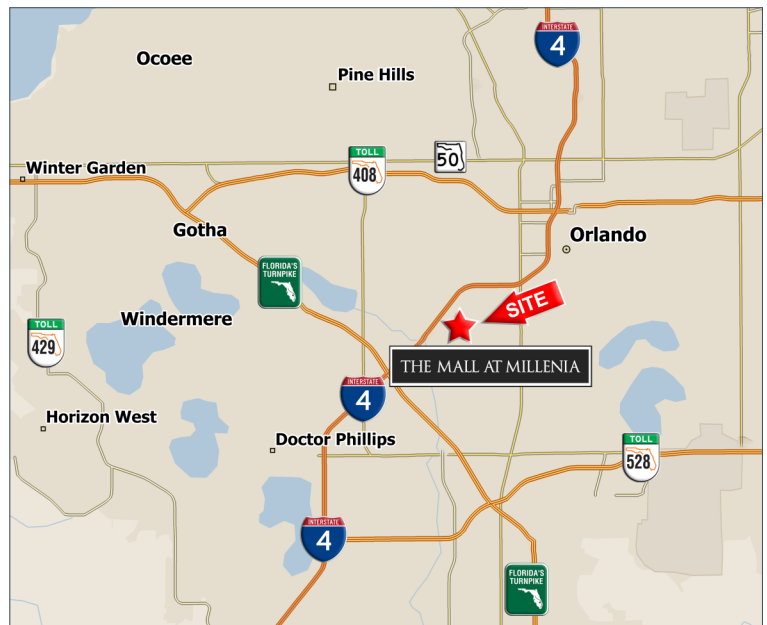 INTERSTATE
4
Ocoee
Pine Hills
TOLL
408
50
Winter Garden
Gotha
Orlando
FLORIDA'S
TURNPIKE
SITE
Windermere
TOLL
429
THE MALL AT MILLENIA
INTERSTATE
4
Horizon West
Doctor Phillips
TOLL
528
INTERSTATE
4
FLORIDA'S
TURNPIKE